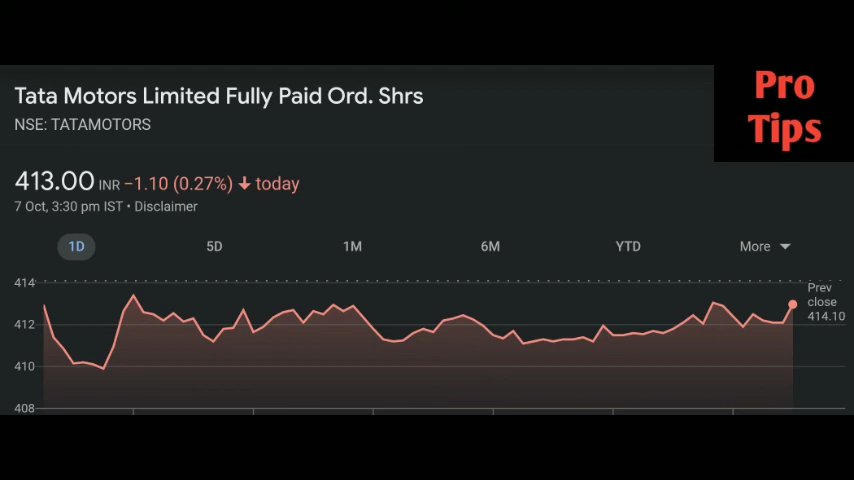 Pro
Tips
Tata Motors Limited Fully Paid Ord. Shrs
NSE: TATAMOTORS
413.00 INR −1.10 (0.27%) ↓ today
7 Oct, 3:30 pm IST • Disclaimer
1D 5D 1M 6M YTD More
414
412
410
408
Prev
close
414.10